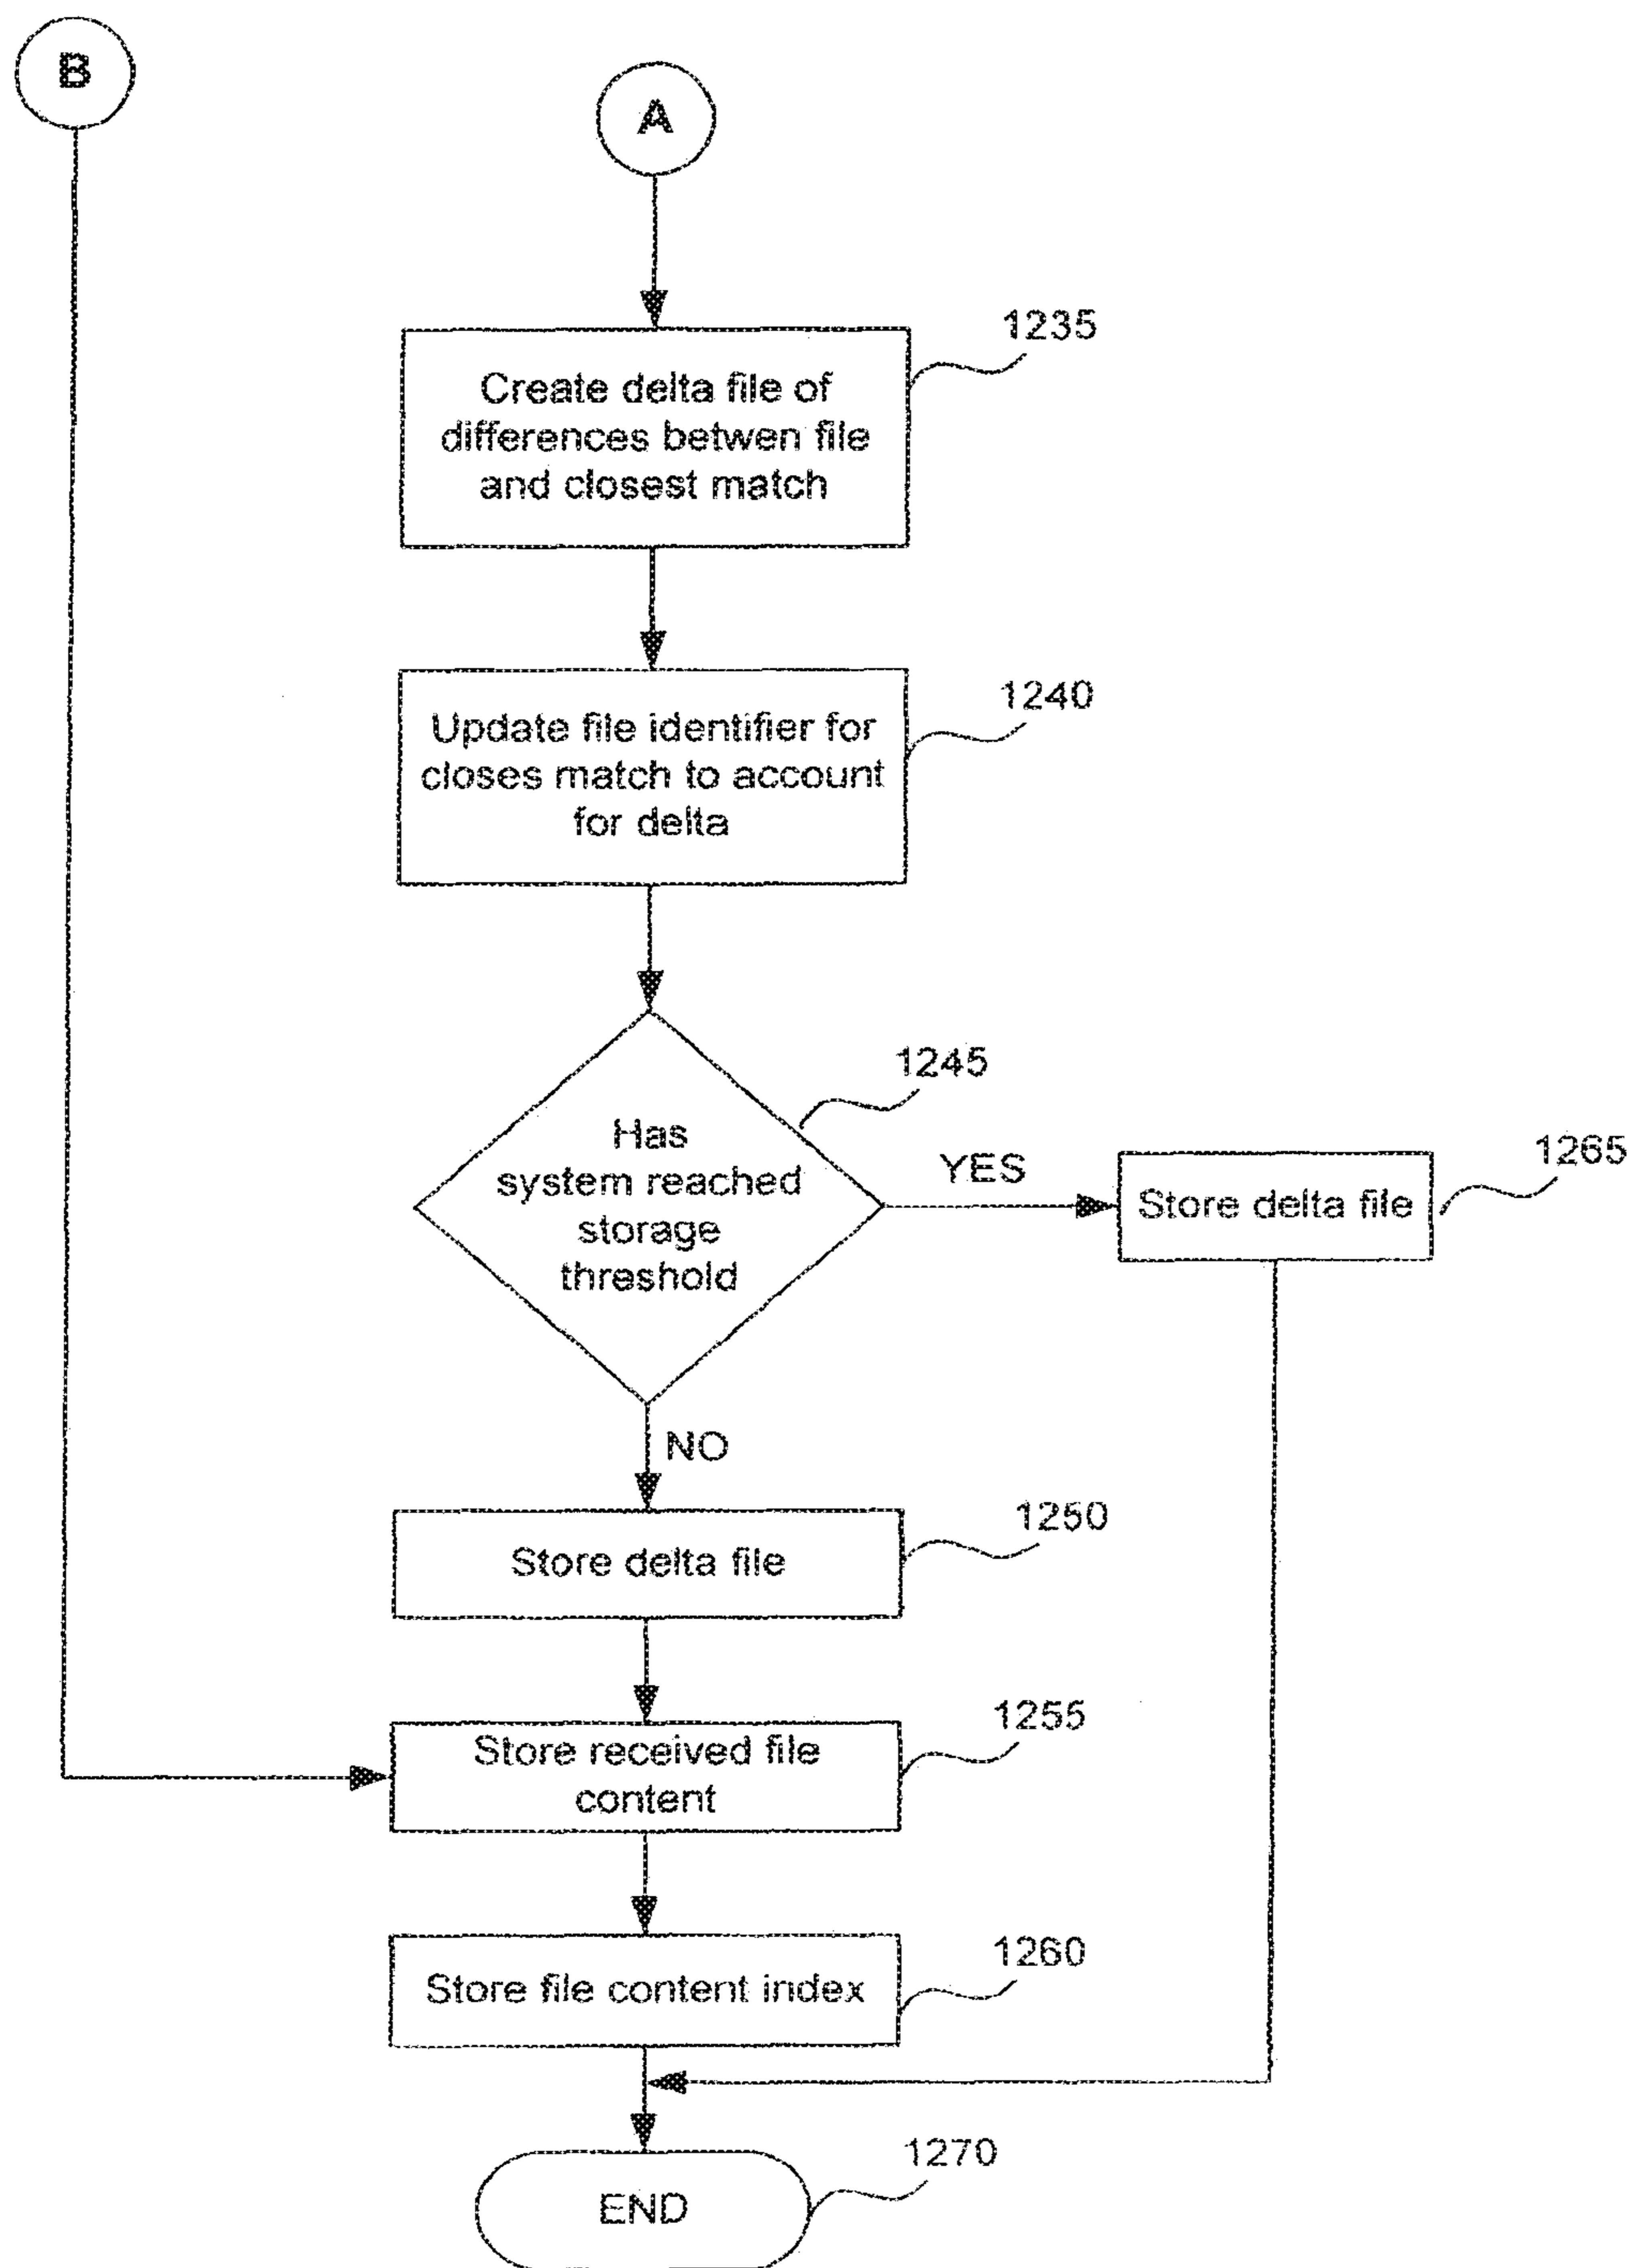 B
A
1235
Create delta file of
differences betwen file
and closest match
1240
Update file identifier for
closes match to account
for delta
1245
Has
system reached
storage
threshold
YES
1265
Store delta file
NO
1250
Store delta file
1255
Store received file
content
1260
Store file content index
1270
END